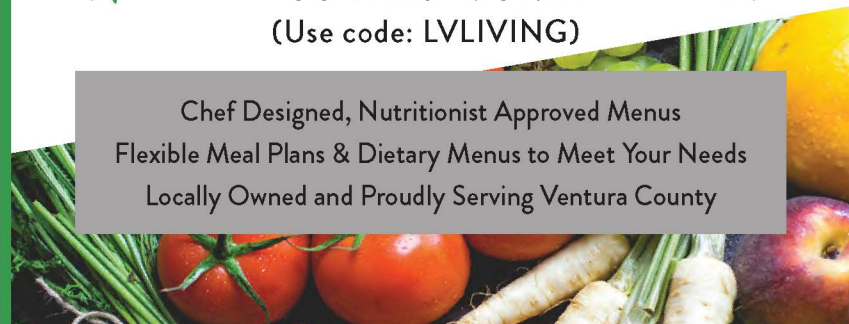 (Use code: LVLIVING)
Chef Designed, Nutritionist Approved Menus
Flexible Meal Plans & Dietary Menus to Meet Your Needs
Locally Owned and Proudly Serving Ventura County